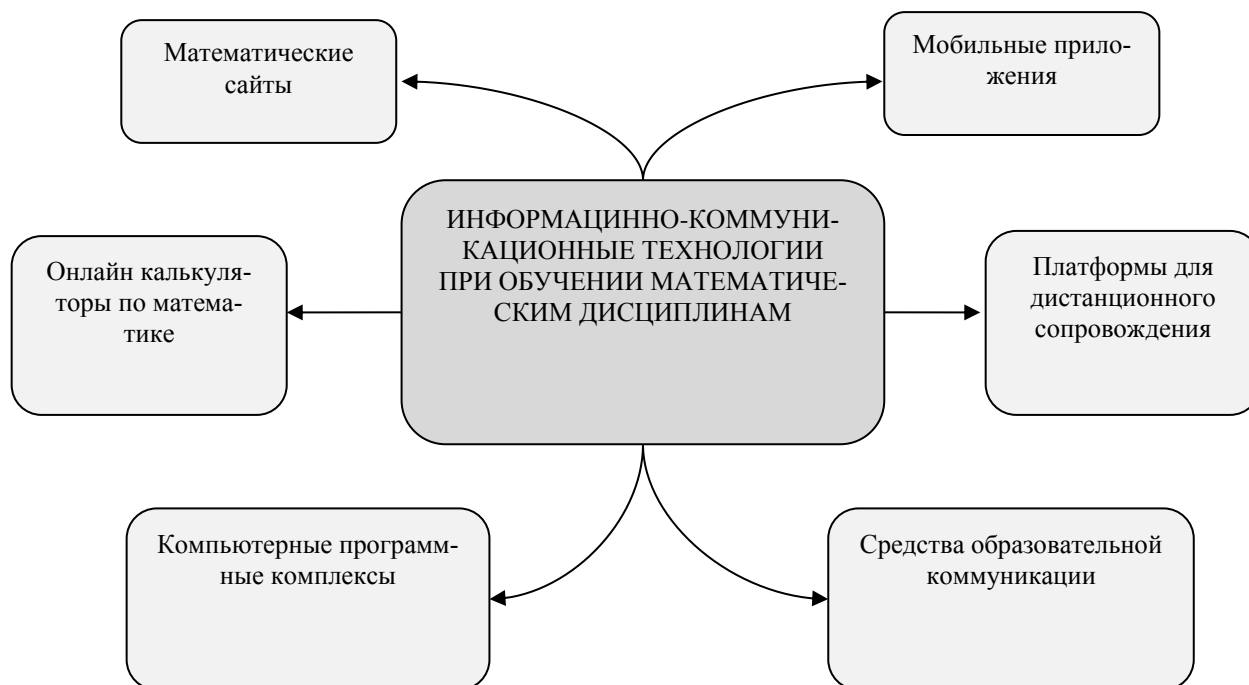 Математические
сайты
Мобильные прило-
жения
ИНФОРМАЦИННО-КОММУНИ-
КАЦИОННЫЕ ТЕХНОЛОГИИ
ПРИ ОБУЧЕНИИ МАТЕМАТИЧЕ-
СКИМ ДИСЦИПЛИНАМ
Онлайн калькуля-
торы по матема-
тике
Платформы для
дистанционного
сопровождения
Компьютерные программ-
ные комплексы
Средства образовательной
коммуникации